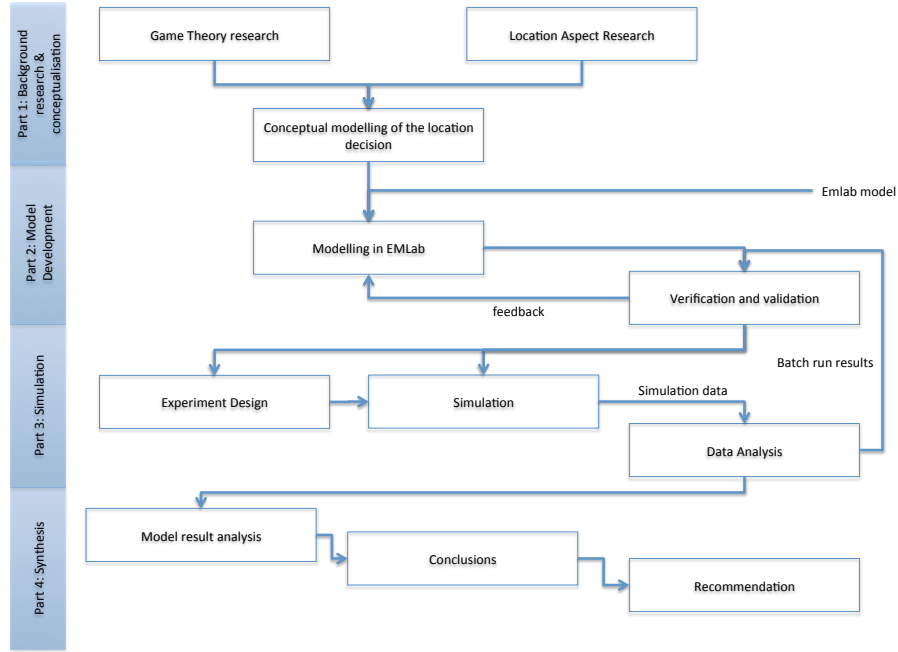 Part 1: Background
research &
conceptualisation
Game Theory research
Location Aspect Research
Conceptual modelling of the location
decision
Part 2: Model
Development
Emlab model
Modelling in EMLab
Verification and validation
feedback
Part 3: Simulation
Batch run results
Experiment Design
Simulation
Simulation data
Data Analysis
Part 4: Synthesis
Model result analysis
Conclusions
Recommendation